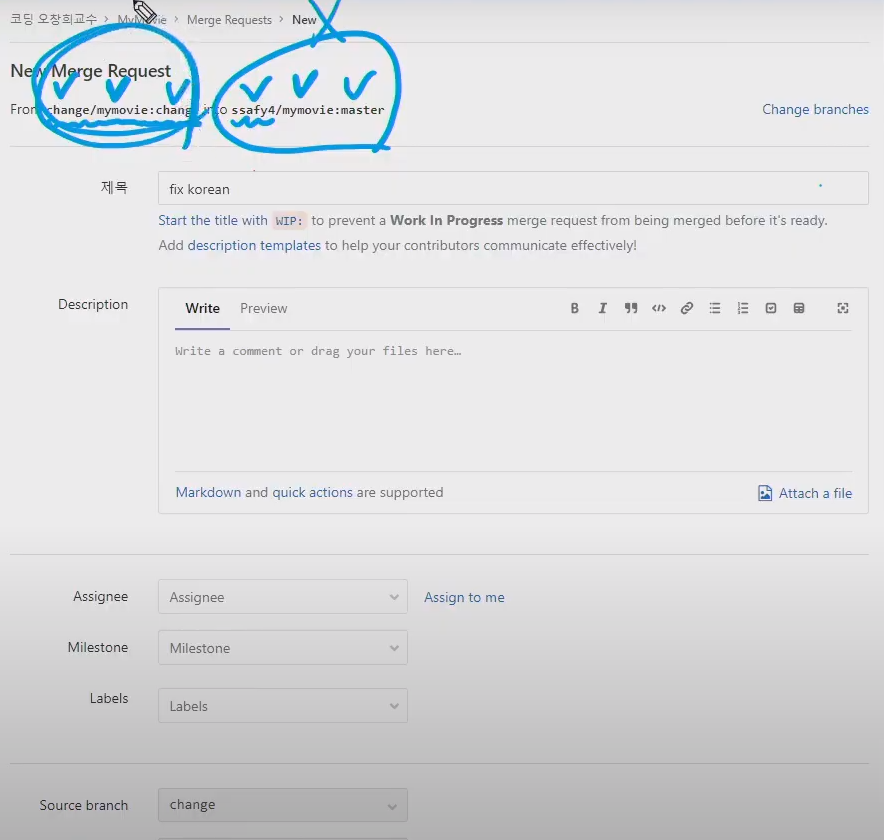 코딩 오창희교수 > MyMovie > Merge Requests > New
New Merge Request
From change/mymovie:change into ssafy4/mymovie:master
Change branches
제목
fix korean
Start the title with WIP: to prevent a Work In Progress merge request from being merged before it's ready.
Add description templates to help your contributors communicate effectively!
Description
Write Preview
Write a comment or drag your files here…
Markdown and quick actions are supported
Attach a file
Assignee
Assignee
Assign to me
Milestone
Milestone
Labels
Labels
Source branch
change